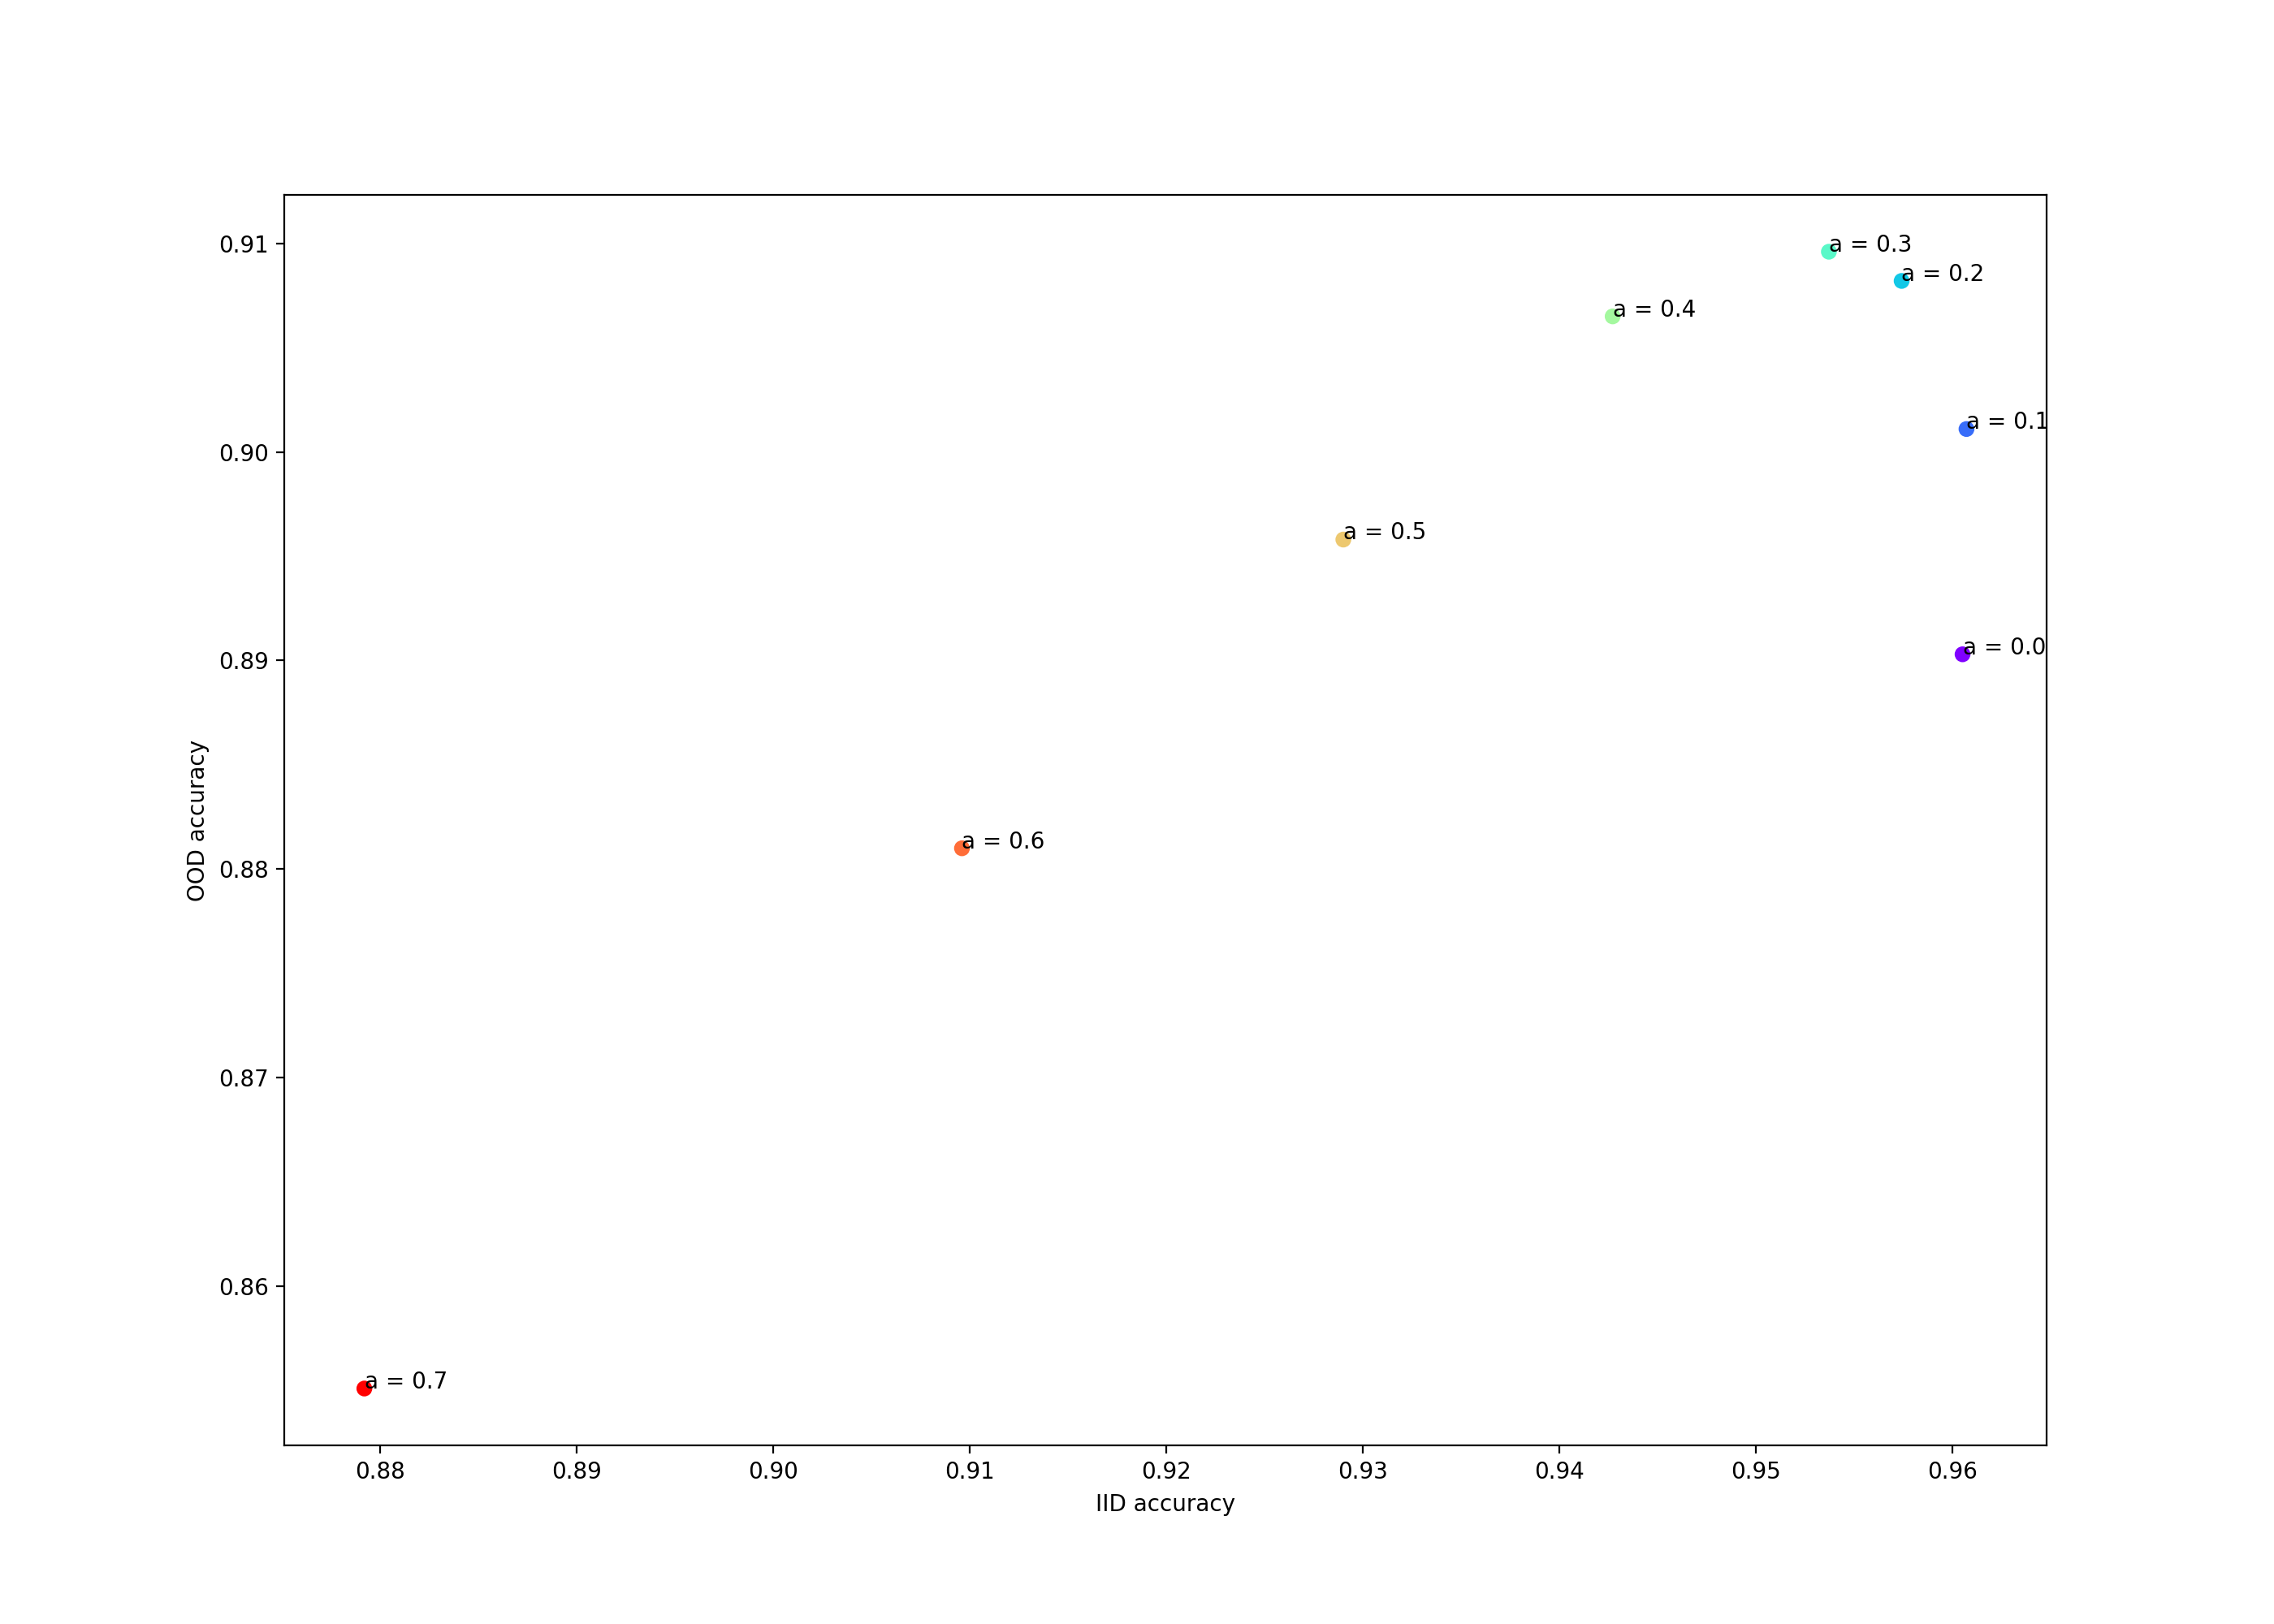 0.91
0.90
0.89
0.88
0.87
0.86
OOD accuracy
a = 0.3
a = 0.2
a = 0.4
a = 0.1
a = 0.5
a = 0.0
a = 0.6
a = 0.7
0.88 0.89 0.90 0.91 0.92 0.93 0.94 0.95 0.96
IID accuracy